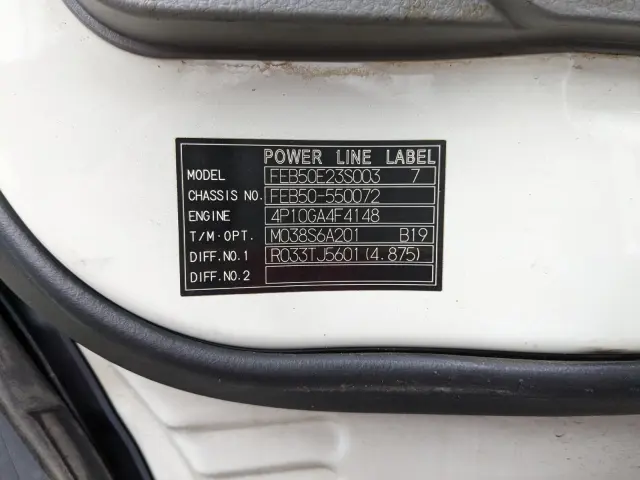 POWER LINE LABEL
MODEL FEB50E23S003 7
CHASSIS NO. FEB50-550072
ENGINE 4P10GA4F4148
T/M·OPT. M038S6A201 B19
DIFF.NO.1 R033TJ5601(4.875)
DIFF.NO.2